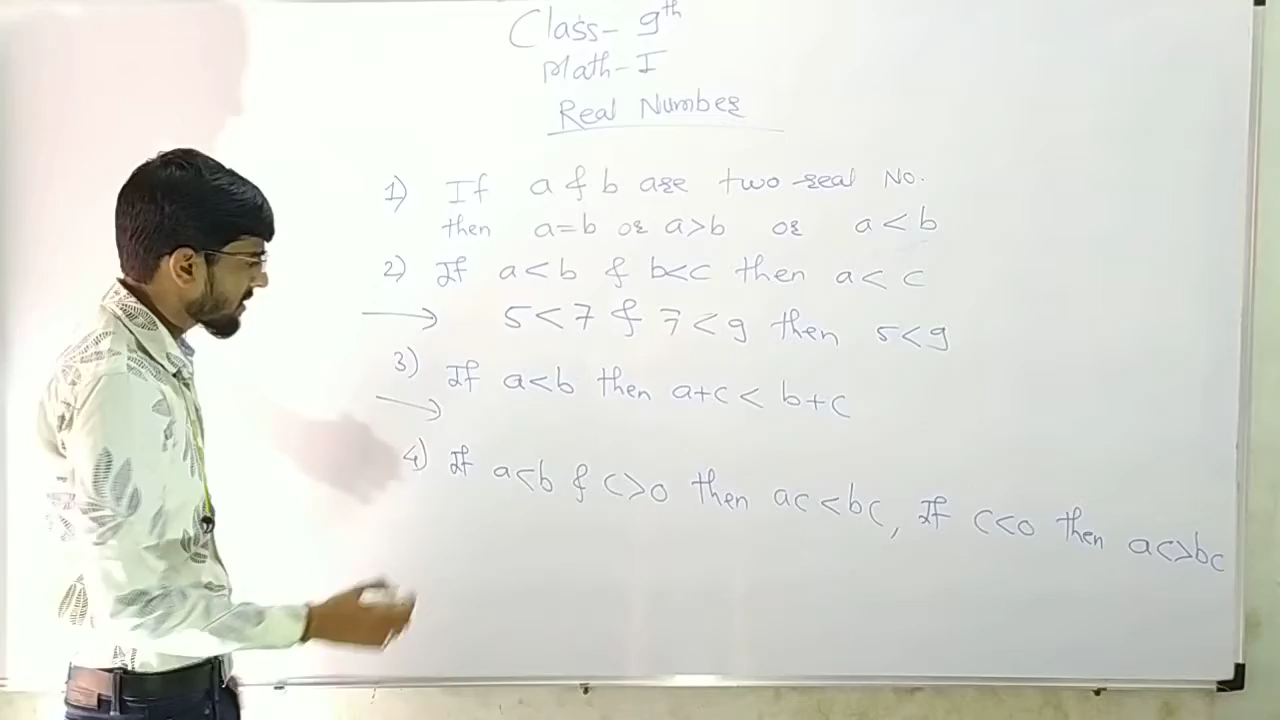 Class- 9th
Math-I
Real Number
1) If a & b are two real No.
then a=b or a>b or a<b
2) If a<b & b<c then a<c
5<7 & 7<9 then 5<9
3) If a<b then a+c < b+c
4) If a<b & c>0 then ac<bc, If c<0 then ac>bc